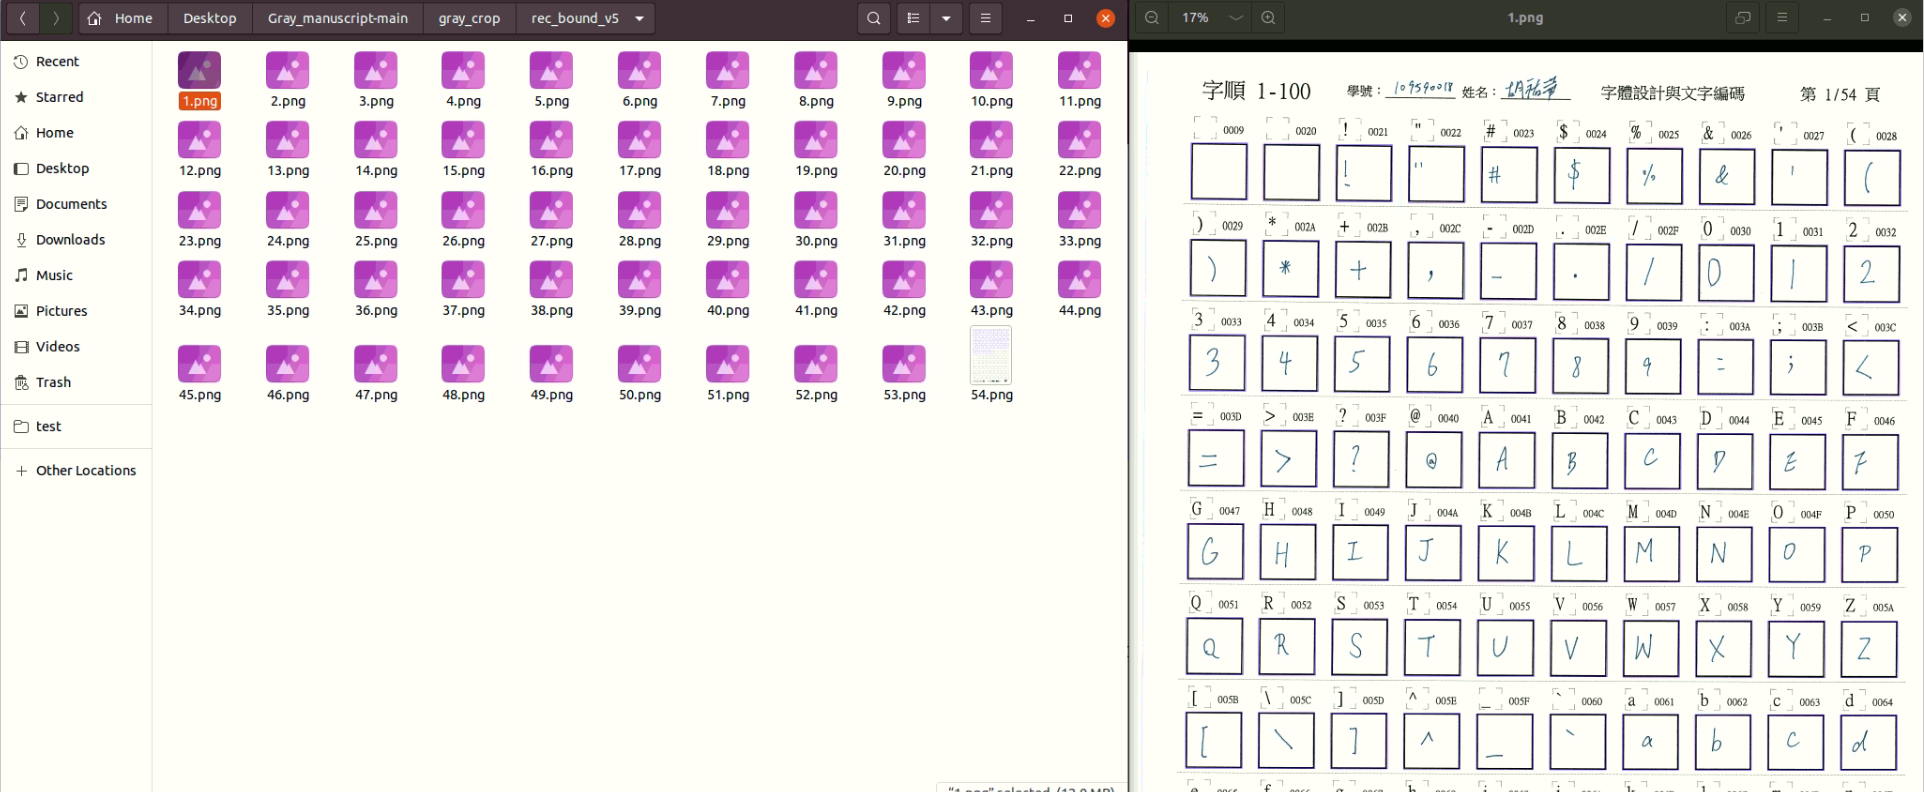 Home Desktop Gray_manuscript-main gray_crop rec_bound_v5
Recent
Starred
Home
Desktop
Documents
Downloads
Music
Pictures
Videos
Trash
test
Other Locations
1.png 2.png 3.png 4.png 5.png 6.png 7.png 8.png 9.png 10.png 11.png
12.png 13.png 14.png 15.png 16.png 17.png 18.png 19.png 20.png 21.png 22.png
23.png 24.png 25.png 26.png 27.png 28.png 29.png 30.png 31.png 32.png 33.png
34.png 35.png 36.png 37.png 38.png 39.png 40.png 41.png 42.png 43.png 44.png
45.png 46.png 47.png 48.png 49.png 50.png 51.png 52.png 53.png 54.png
"1.png" selected (13.0 MB)
17% 1.png
字順 1-100 學號： 109590018 姓名： 字體設計與文字編碼 第 1/54 頁
0009 0020 ! 0021 " 0022 # 0023 $ 0024 % 0025 & 0026 ' 0027 ( 0028
! " # $ % & ' (
) 0029 * 002A + 002B , 002C - 002D . 002E / 002F 0 0030 1 0031 2 0032
) * + , - . / 0 1 2
3 0033 4 0034 5 0035 6 0036 7 0037 8 0038 9 0039 : 003A ; 003B < 003C
3 4 5 6 7 8 9 : ; <
= 003D > 003E ? 003F @ 0040 A 0041 B 0042 C 0043 D 0044 E 0045 F 0046
= > ? @ A B C D E F
G 0047 H 0048 I 0049 J 004A K 004B L 004C M 004D N 004E O 004F P 0050
G H I J K L M N O P
Q 0051 R 0052 S 0053 T 0054 U 0055 V 0056 W 0057 X 0058 Y 0059 Z 005A
Q R S T U V W X Y Z
[ 005B \ 005C ] 005D ^ 005E _ 005F ` 0060 a 0061 b 0062 c 0063 d 0064
[ \ ] ^ _ ` a b c d